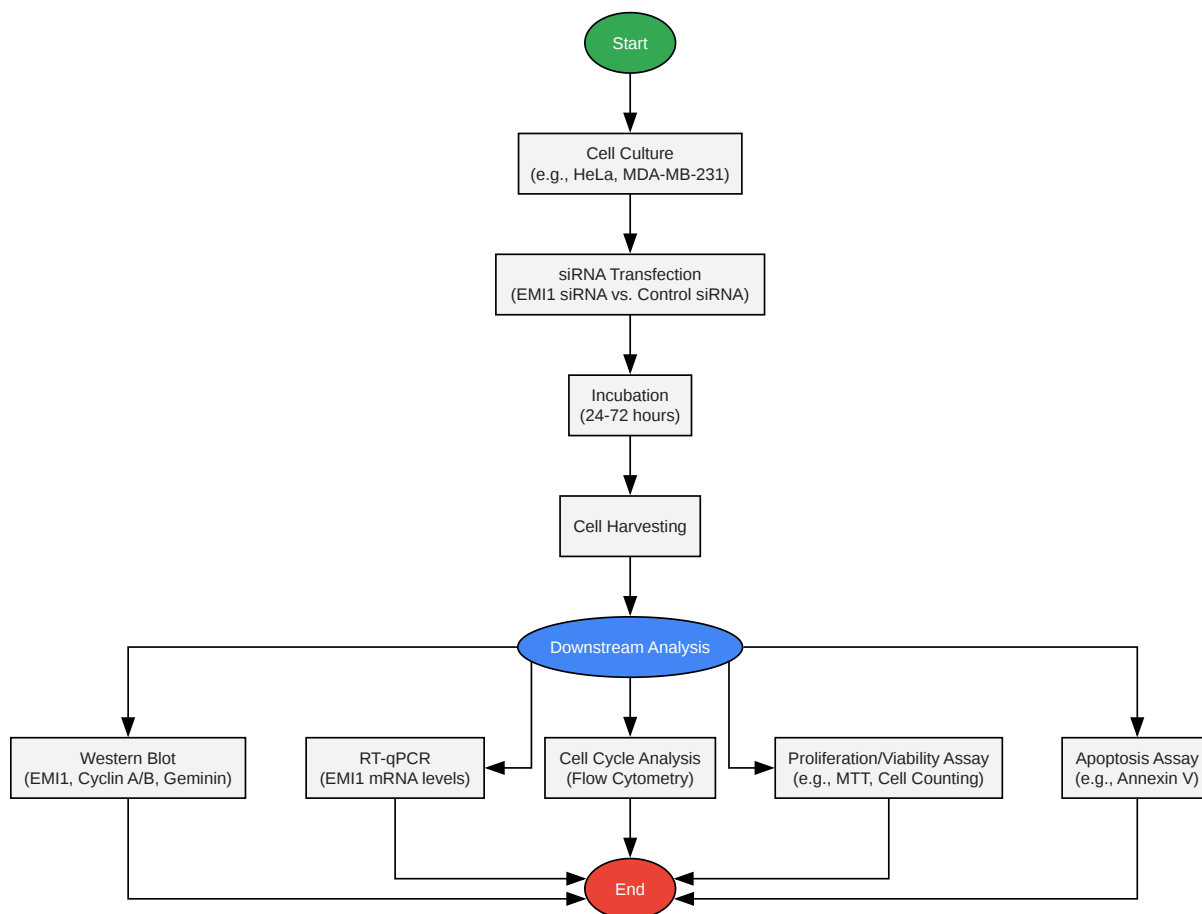 Start
Cell Culture
(e.g., HeLa, MDA-MB-231)
siRNA Transfection
(EMI1 siRNA vs. Control siRNA)
Incubation
(24-72 hours)
Cell Harvesting
Downstream Analysis
Western Blot
(EMI1, Cyclin A/B, Geminin)
RT-qPCR
(EMI1 mRNA levels)
Cell Cycle Analysis
(Flow Cytometry)
Proliferation/Viability Assay
(e.g., MTT, Cell Counting)
Apoptosis Assay
(e.g., Annexin V)
End